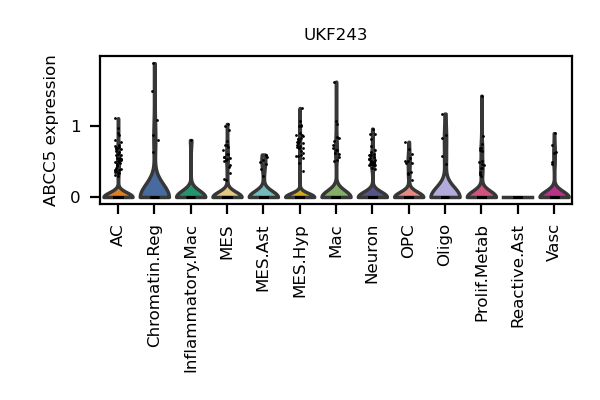 UKF243
ABCC5 expression
1
0
AC
Chromatin.Reg
Inflammatory.Mac
MES
MES.Ast
MES.Hyp
Mac
Neuron
OPC
Oligo
Prolif.Metab
Reactive.Ast
Vasc